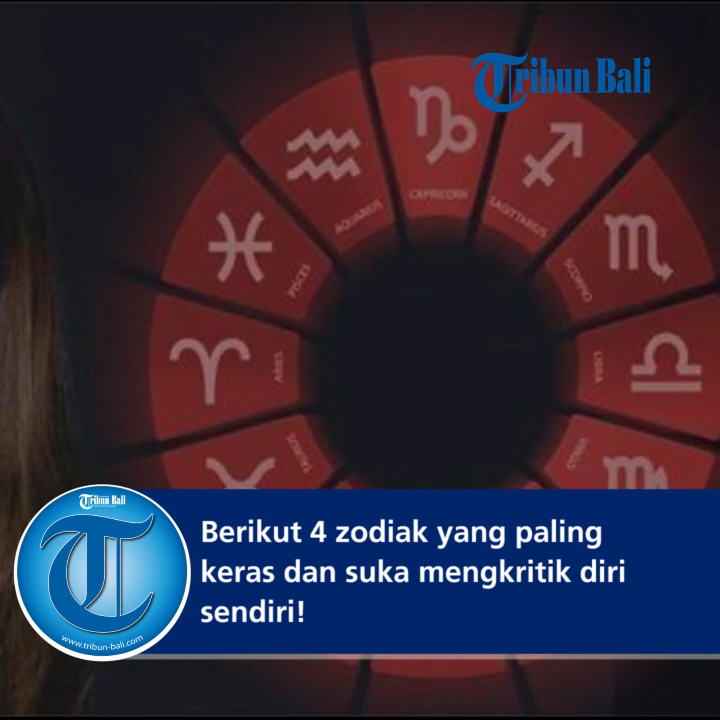 Tribun Bali
CAPRICORN
AQUARIUS
SAGITTARIUS
PISCES
SCORPIO
ARIES
LIBRA
TAURUS
VIRGO
Tribun Bali
T
Berikut 4 zodiak yang paling
keras dan suka mengkritik diri
sendiri!
www.tribun-bali.com